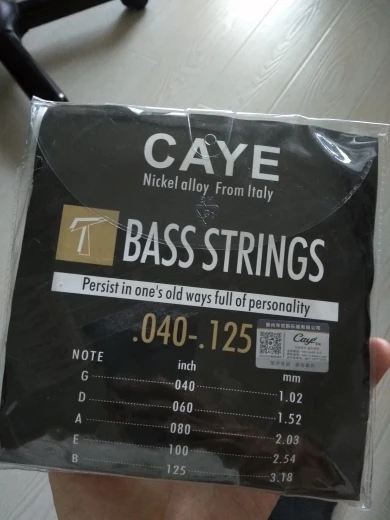 CAYE
Nickel alloy From Italy
BASS STRINGS
Persist in one's old ways full of personality
.040-.125
Caye
NOTE inch mm
G 040 1.02
D 060 1.52
A 080 2.03
E 100 2.54
B 125 3.18